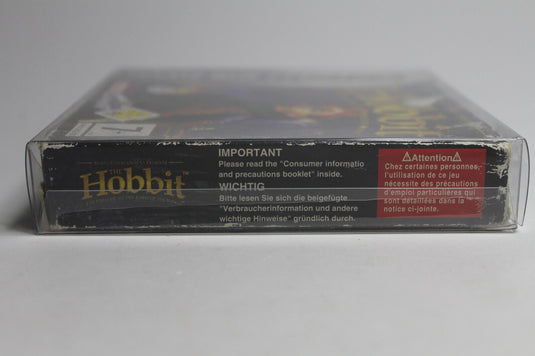 THE
Hobbit™
IMPORTANT
Please read the "Consumer informatio
and precautions booklet" inside.
WICHTIG
Bitte lesen Sie sich die beigefügte
"Verbraucherinformation und andere
wichtige Hinweise" gründlich durch.
⚠Attention⚠
Chez certaines personnes,
l'utilisation de ce jeu
nécessite des précautions
d'emploi particulières qui
sont détaillées dans la
notice ci-jointe.